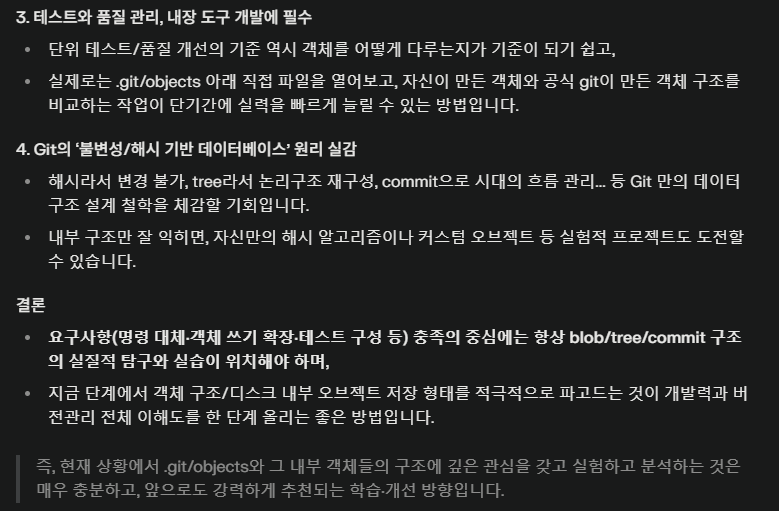 3. 테스트와 품질 관리, 내장 도구 개발에 필수
• 단위 테스트/품질 개선의 기준 역시 객체를 어떻게 다루는지가 기준이 되기 쉽고,
• 실제로는 .git/objects 아래 직접 파일을 열어보고, 자신이 만든 객체와 공식 git이 만든 객체 구조를
비교하는 작업이 단기간에 실력을 빠르게 늘릴 수 있는 방법입니다.
4. Git의 ‘불변성/해시 기반 데이터베이스’ 원리 실감
• 해시라서 변경 불가, tree라서 논리구조 재구성, commit으로 시대의 흐름 관리... 등 Git 만의 데이터
구조 설계 철학을 체감할 기회입니다.
• 내부 구조만 잘 익히면, 자신만의 해시 알고리즘이나 커스텀 오브젝트 등 실험적 프로젝트도 도전할
수 있습니다.
결론
• 요구사항(명령 대체·객체 쓰기 확장·테스트 구성 등) 충족의 중심에는 항상 blob/tree/commit 구조
의 실질적 탐구와 실습이 위치해야 하며,
• 지금 단계에서 객체 구조/디스크 내부 오브젝트 저장 형태를 적극적으로 파고드는 것이 개발력과 버
전관리 전체 이해도를 한 단계 올리는 좋은 방법입니다.
즉, 현재 상황에서 .git/objects와 그 내부 객체들의 구조에 깊은 관심을 갖고 실험하고 분석하는 것은
매우 충분하고, 앞으로도 강력하게 추천되는 학습·개선 방향입니다.